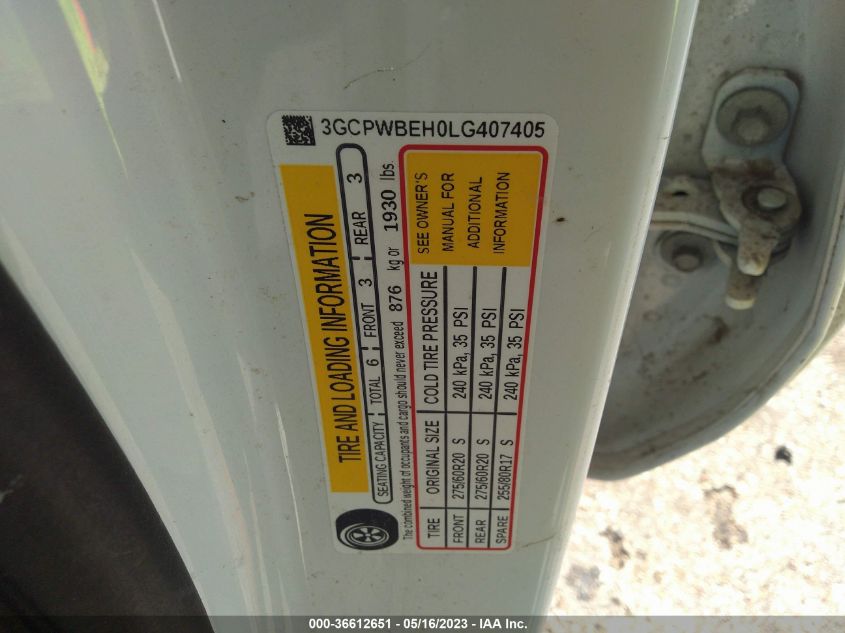 3GCPWBEH0LG407405
TIRE AND LOADING INFORMATION
SEATING CAPACITY TOTAL 6 FRONT 3 REAR 3
The combined weight of occupants and cargo should never exceed 876 kg or 1930 lbs.
TIRE ORIGINAL SIZE COLD TIRE PRESSURE
FRONT 275/60R20 S 240 kPa, 35 PSI
REAR 275/60R20 S 240 kPa, 35 PSI
SPARE 255/80R17 S 240 kPa, 35 PSI
SEE OWNER'S
MANUAL FOR
ADDITIONAL
INFORMATION
000-36612651 - 05/16/2023 - IAA Inc.